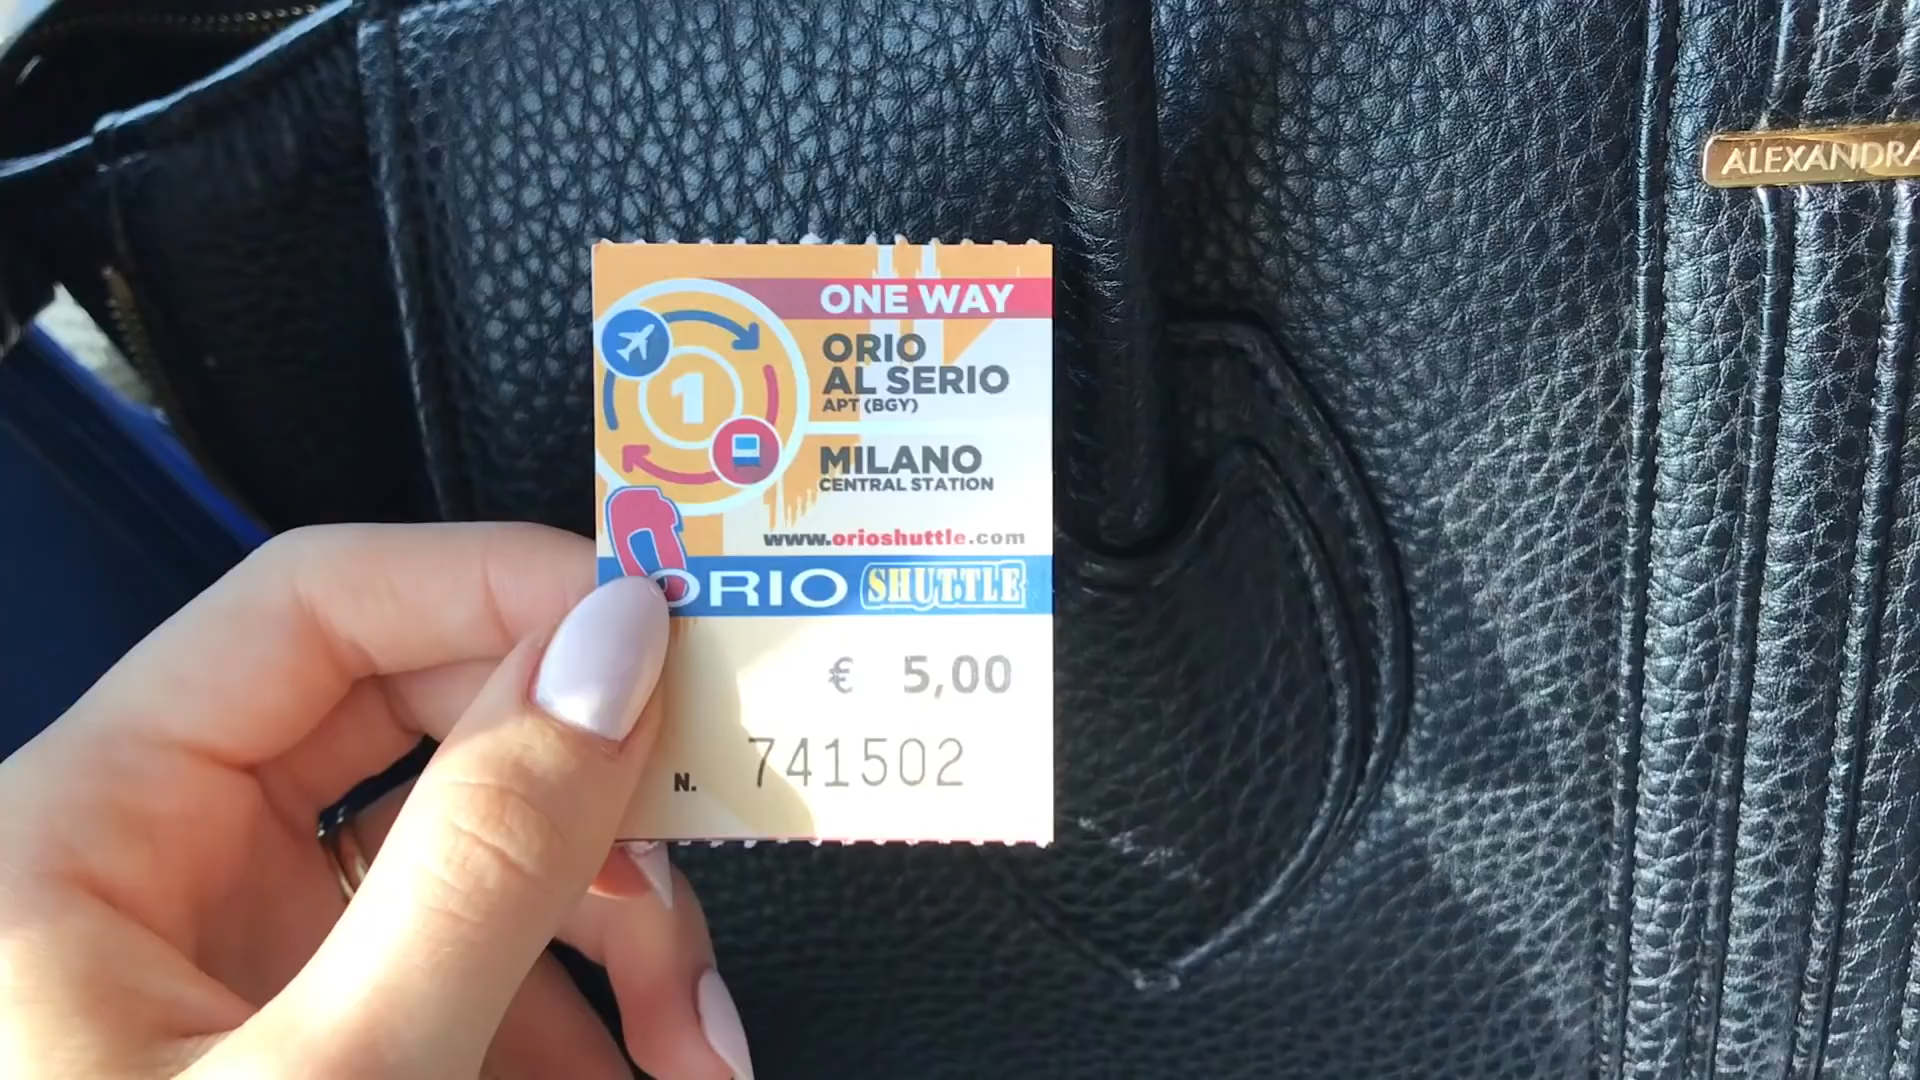 ONE WAY
1
ORIO
AL SERIO
APT (BGY)
MILANO
CENTRAL STATION
www.orioshuttle.com
ORIO SHUTTLE
€ 5,00
N. 741502
ALEXANDRA